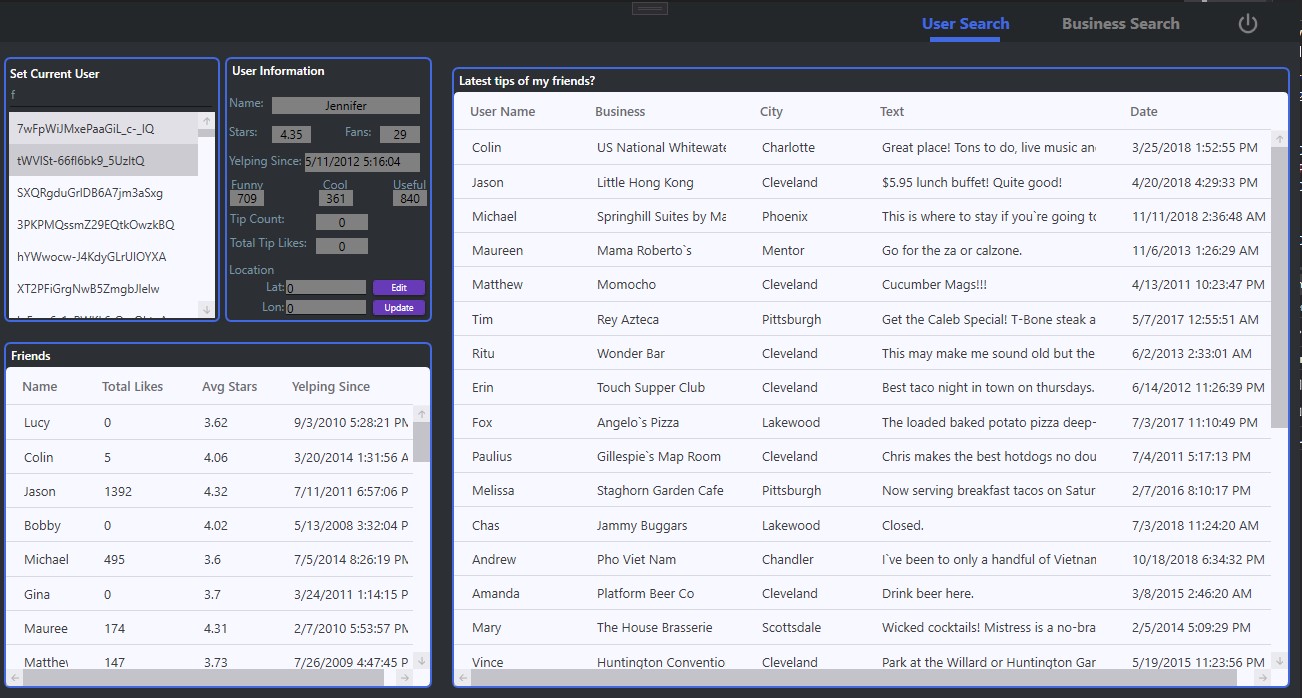 User Search Business Search
Set Current User
f
7wFpWiJMxePaaGiL_c-_IQ
tWVISt-66fI6bk9_5UzItQ
SXQRgduGrIDB6A7jm3aSxg
3PKPMQssmZ29EQtkOwzkBQ
hYWwocw-J4KdyGLrUIOYXA
XT2PFiGrgNwB5ZmgbJIelw
User Information
Name: Jennifer
Stars: 4.35 Fans: 29
Yelping Since: 5/11/2012 5:16:04
Funny Cool Useful
709 361 840
Tip Count: 0
Total Tip Likes: 0
Location
Lat: 0 Edit
Lon: 0 Update
Friends
Name Total Likes Avg Stars Yelping Since
Lucy 0 3.62 9/3/2010 5:28:21 PM
Colin 5 4.06 3/20/2014 1:31:56 A
Jason 1392 4.32 7/11/2011 6:57:06 P
Bobby 0 4.02 5/13/2008 3:32:04 P
Michael 495 3.6 7/5/2014 8:26:19 PM
Gina 0 3.7 3/24/2011 1:14:15 P
Mauree 174 4.31 2/7/2010 5:53:57 PM
Matthew 147 3.73 7/26/2009 4:47:45 P
Latest tips of my friends?
User Name Business City Text Date
Colin US National Whitewate Charlotte Great place! Tons to do, live music an 3/25/2018 1:52:55 PM
Jason Little Hong Kong Cleveland $5.95 lunch buffet! Quite good! 4/20/2018 4:29:33 PM
Michael Springhill Suites by Ma Phoenix This is where to stay if you`re going to 11/11/2018 2:36:48 AM
Maureen Mama Roberto`s Mentor Go for the za or calzone. 11/6/2013 1:26:29 AM
Matthew Momocho Cleveland Cucumber Mags!!! 4/13/2011 10:23:47 PM
Tim Rey Azteca Pittsburgh Get the Caleb Special! T-Bone steak a 5/7/2017 12:55:51 AM
Ritu Wonder Bar Cleveland This may make me sound old but the 6/2/2013 2:33:01 AM
Erin Touch Supper Club Cleveland Best taco night in town on thursdays. 6/14/2012 11:26:39 PM
Fox Angelo`s Pizza Lakewood The loaded baked potato pizza deep- 7/3/2017 11:10:49 PM
Paulius Gillespie`s Map Room Cleveland Chris makes the best hotdogs no dou 7/4/2011 5:17:13 PM
Melissa Staghorn Garden Cafe Pittsburgh Now serving breakfast tacos on Satur 2/7/2016 8:10:17 PM
Chas Jammy Buggars Lakewood Closed. 7/3/2018 11:24:20 AM
Andrew Pho Viet Nam Chandler I`ve been to only a handful of Vietnan 10/18/2018 6:34:32 PM
Amanda Platform Beer Co Cleveland Drink beer here. 3/8/2015 2:46:20 AM
Mary The House Brasserie Scottsdale Wicked cocktails! Mistress is a no-bra 2/5/2014 5:09:29 PM
Vince Huntington Conventio Cleveland Park at the Willard or Huntington Gar 5/19/2015 11:23:56 PM